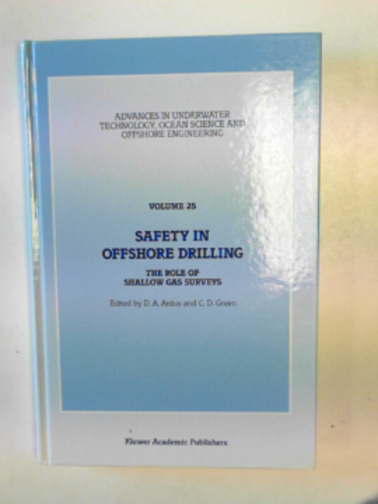 ADVANCES IN UNDERWATER
TECHNOLOGY, OCEAN SCIENCE AND
OFFSHORE ENGINEERING
VOLUME 25
SAFETY IN
OFFSHORE DRILLING
THE ROLE OF
SHALLOW GAS SURVEYS
Edited by D. A. Ardus and C. D. Green
Kluwer Academic Publishers